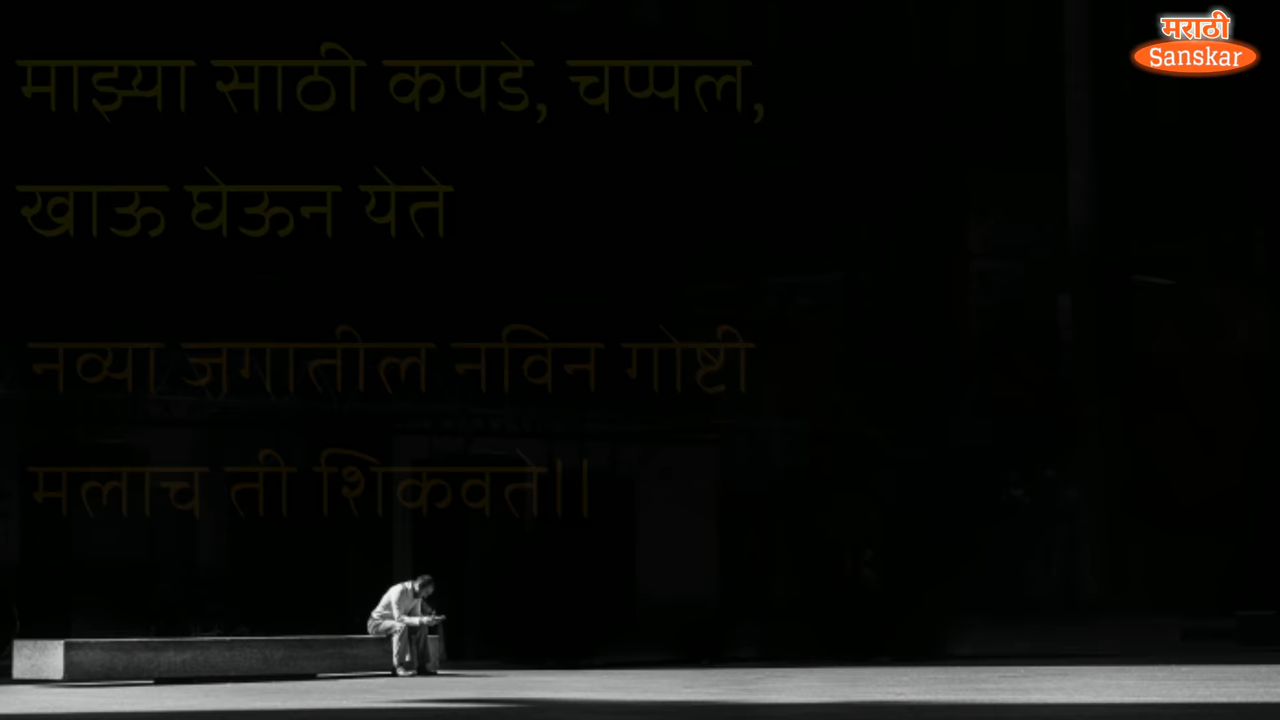 मराठी
Sanskar
माझ्या साठी कपडे, चप्पल,
खाऊ घेऊन येते
नव्या जगातील नविन गोष्टी
मलाच ती शिकवते।।